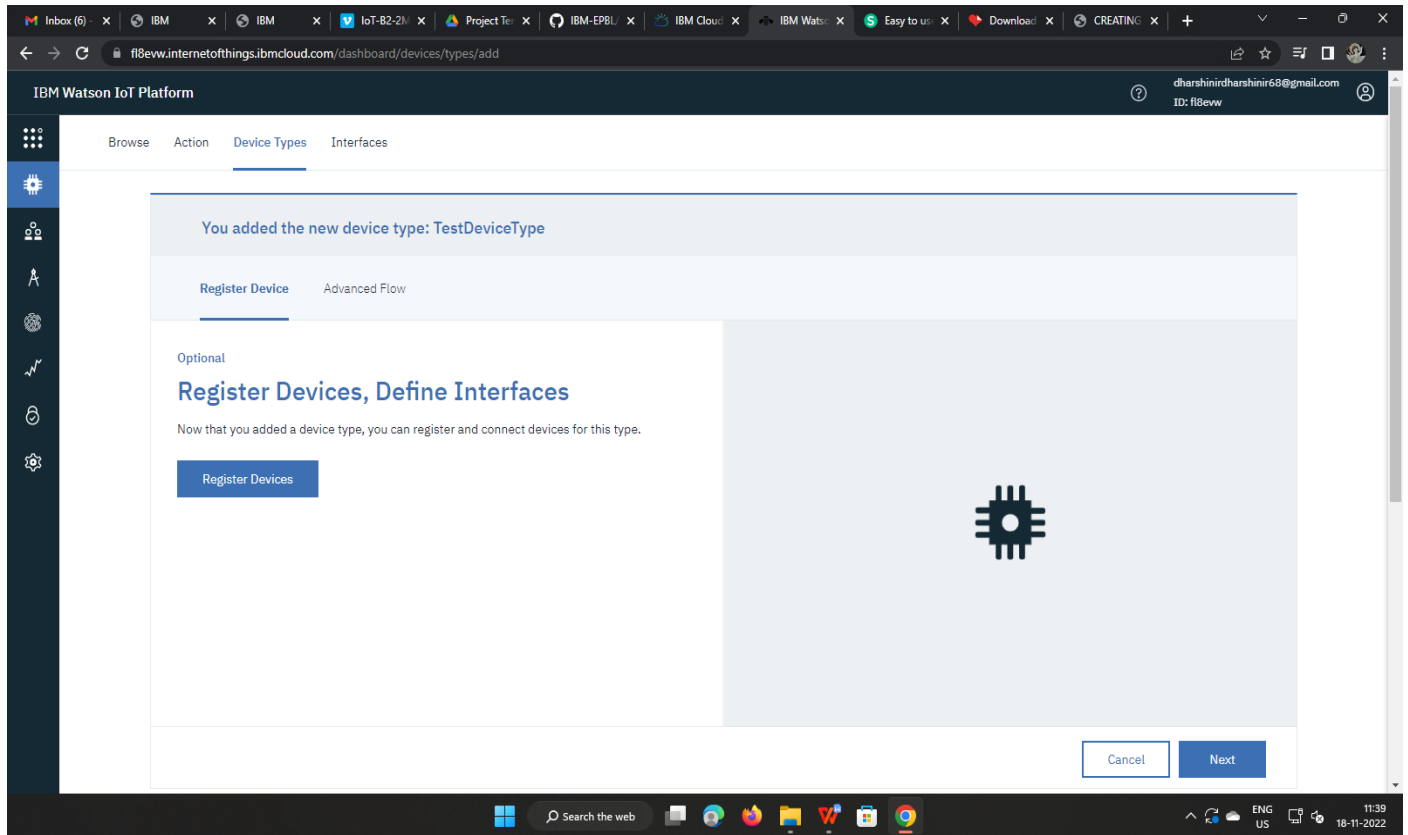 Inbox (6) -
IBM
IBM
IoT-B2-2M
Project Ter
IBM-EPBL/
IBM Cloud
IBM Watso
Easy to use
Download
CREATING
fl8evw.internetofthings.ibmcloud.com/dashboard/devices/types/add
IBM Watson IoT Platform
dharshinirdharshinir68@gmail.com
ID: fl8evw
Browse
Action
Device Types
Interfaces
You added the new device type: TestDeviceType
Register Device
Advanced Flow
Optional
Register Devices, Define Interfaces
Now that you added a device type, you can register and connect devices for this type.
Register Devices
Cancel
Next
Search the web
ENG
US
11:39
18-11-2022